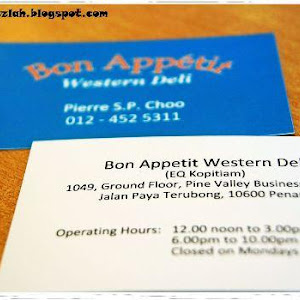 szlah.blogspot.com
Bon Appétit
Western Deli
Pierre S.P. Choo
012 - 452 5311
Bon Appetit Western Deli
(EQ Kopitiam)
1049, Ground Floor, Pine Valley Business
Jalan Paya Terubong, 10600 Pena
Operating Hours: 12.00 noon to 3.00p
6.00pm to 10.00pm
Closed on Mondays